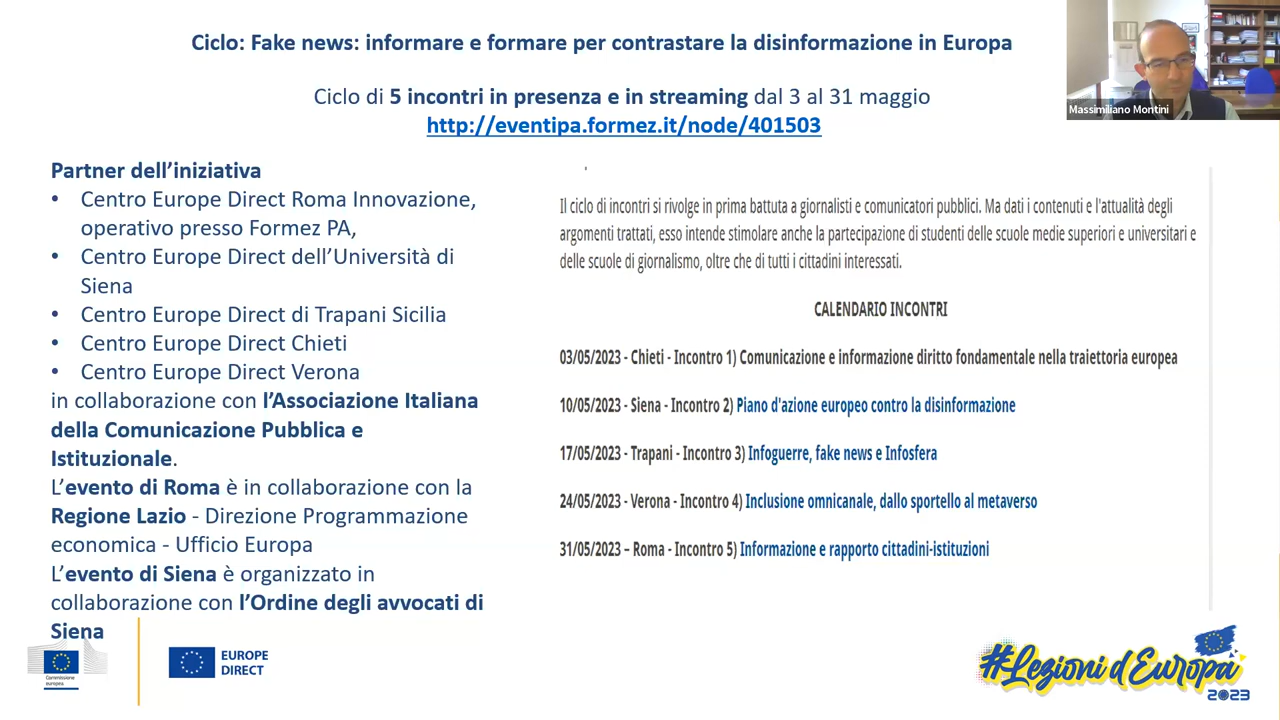 Ciclo: Fake news: informare e formare per contrastare la disinformazione in Europa
Ciclo di 5 incontri in presenza e in streaming dal 3 al 31 maggio
http://eventipa.formez.it/node/401503
Massimiliano Montini
Partner dell'iniziativa
• Centro Europe Direct Roma Innovazione,
operativo presso Formez PA,
• Centro Europe Direct dell'Università di
Siena
• Centro Europe Direct di Trapani Sicilia
• Centro Europe Direct Chieti
• Centro Europe Direct Verona
in collaborazione con l'Associazione Italiana
della Comunicazione Pubblica e
Istituzionale.
L'evento di Roma è in collaborazione con la
Regione Lazio - Direzione Programmazione
economica - Ufficio Europa
L'evento di Siena è organizzato in
collaborazione con l'Ordine degli avvocati di
Siena
Il ciclo di incontri si rivolge in prima battuta a giornalisti e comunicatori pubblici. Ma dati i contenuti e l'attualità degli
argomenti trattati, esso intende stimolare anche la partecipazione di studenti delle scuole medie superiori e universitari e
delle scuole di giornalismo, oltre che di tutti i cittadini interessati.
CALENDARIO INCONTRI
03/05/2023 - Chieti - Incontro 1) Comunicazione e informazione diritto fondamentale nella traiettoria europea
10/05/2023 - Siena - Incontro 2) Piano d'azione europeo contro la disinformazione
17/05/2023 - Trapani - Incontro 3) Infoguerre, fake news e Infosfera
24/05/2023 - Verona - Incontro 4) Inclusione omnicanale, dallo sportello al metaverso
31/05/2023 – Roma - Incontro 5) Informazione e rapporto cittadini-istituzioni
Commissione
europea
EUROPE
DIRECT
#Lezioni d'Europa
2023